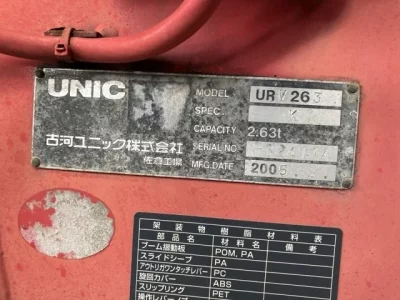 UNIC
MODEL URV263
SPEC. K
CAPACITY 2.63t
古河ユニック株式会社
佐倉工場
SERIAL NO.
MFG.DATE 2005
架装物樹脂材料表
部品名 材料名 備考
ブーム摺動板 POM, PA
スライドシーブ PA
アウトリガワンタッチレバー PC
旋回カバー ABS
スリップリング PET